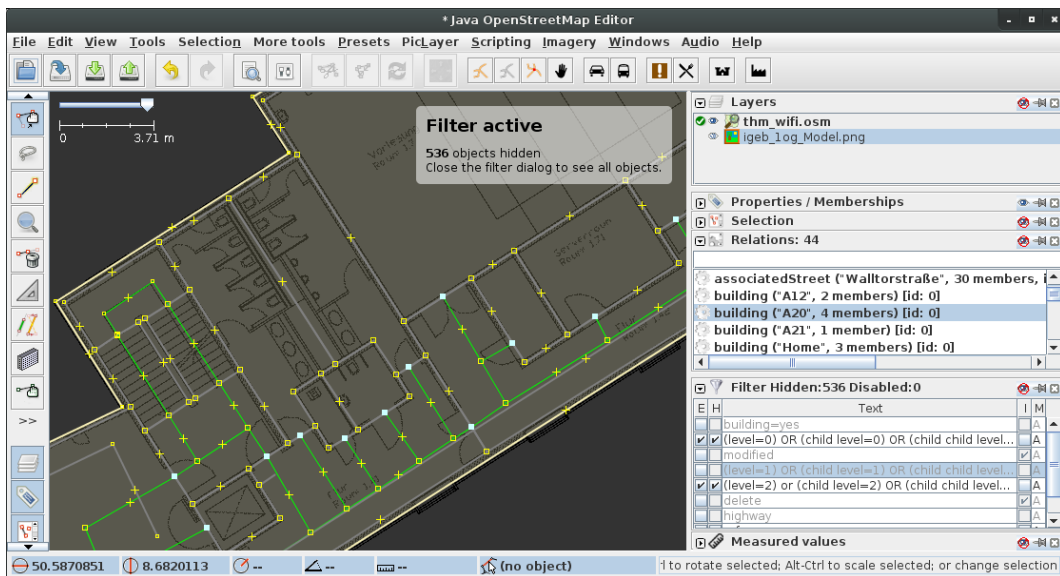 *Java OpenStreetMap Editor
File Edit View Tools Selection More tools Presets PicLayer Scripting Imagery Windows Audio Help
0 3.71 m
Filter active
536 objects hidden
Close the filter dialog to see all objects.
Serverraum
Router 171
Flur
>>
Layers
thm_wifi.osm
igeb_1og_Model.png
Properties / Memberships
Selection
Relations: 44
associatedStreet ("Walltorstraße", 30 members, i
building ("A12", 2 members) [id: 0]
building ("A20", 4 members) [id: 0]
building ("A21", 1 member) [id: 0]
building ("Home", 3 members) [id: 0]
Filter Hidden:536 Disabled:0
E H Text I M
building=yes A
(level=0) OR (child level=0) OR (child child level... A
modified A
(level=1) OR (child level=1) OR (child child level... A
(level=2) or (child level=2) OR (child child level... A
delete A
highway A
Measured values
50.5870851 8.6820113 -- -- -- (no object) l to rotate selected; Alt-Ctrl to scale selected; or change selection